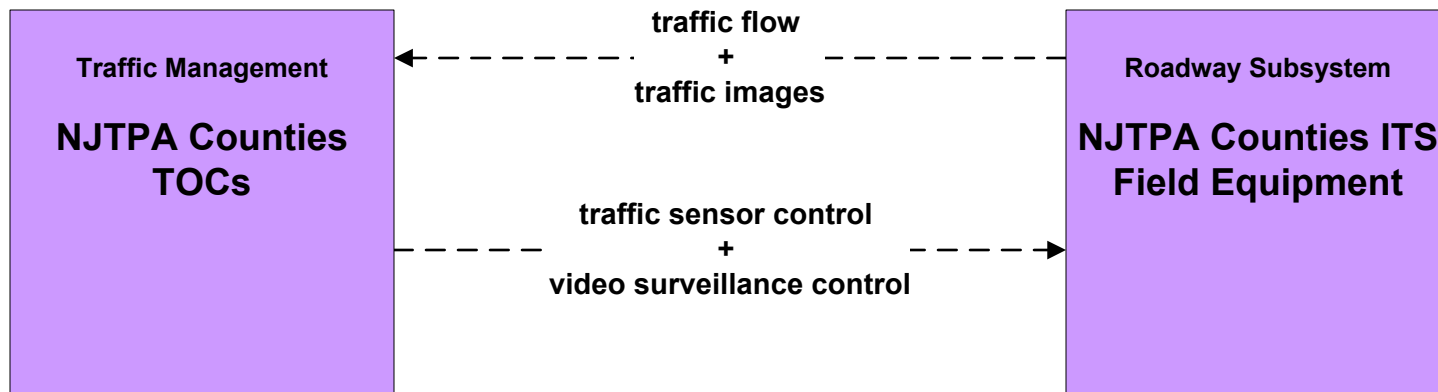 Traffic Management
NJTPA Counties
TOCs
traffic flow
+
traffic images
traffic sensor control
+
video surveillance control
Roadway Subsystem
NJTPA Counties ITS
Field Equipment